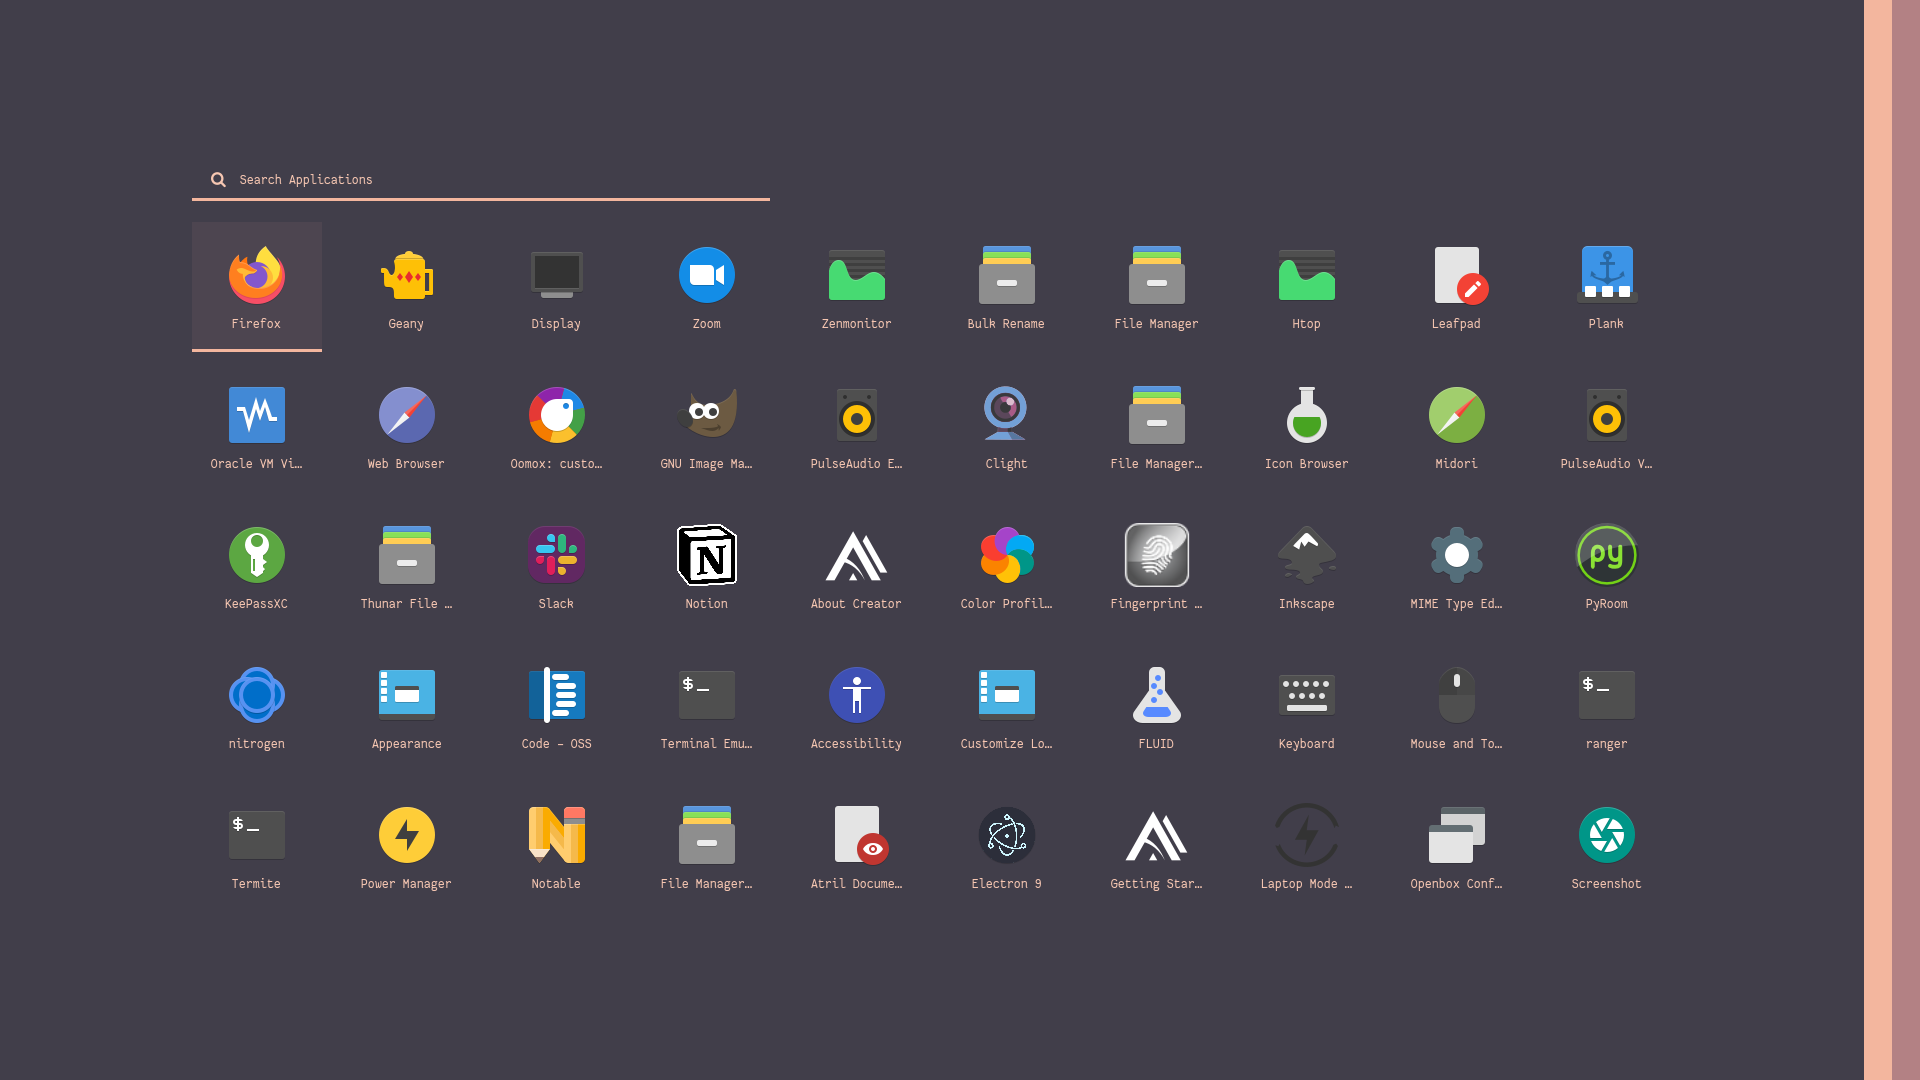 Search Applications
Firefox
Geany
Display
Zoom
Zenmonitor
Bulk Rename
File Manager
Htop
Leafpad
Plank
Oracle VM Vi…
Web Browser
Oomox: custo…
GNU Image Ma…
PulseAudio E…
Clight
File Manager…
Icon Browser
Midori
PulseAudio V…
N
py
KeePassXC
Thunar File …
Slack
Notion
About Creator
Color Profil…
Fingerprint …
Inkscape
MIME Type Ed…
PyRoom
$_
$_
nitrogen
Appearance
Code - OSS
Terminal Emu…
Accessibility
Customize Lo…
FLUID
Keyboard
Mouse and To…
ranger
$_
Termite
Power Manager
Notable
File Manager…
Atril Docume…
Electron 9
Getting Star…
Laptop Mode …
Openbox Conf…
Screenshot